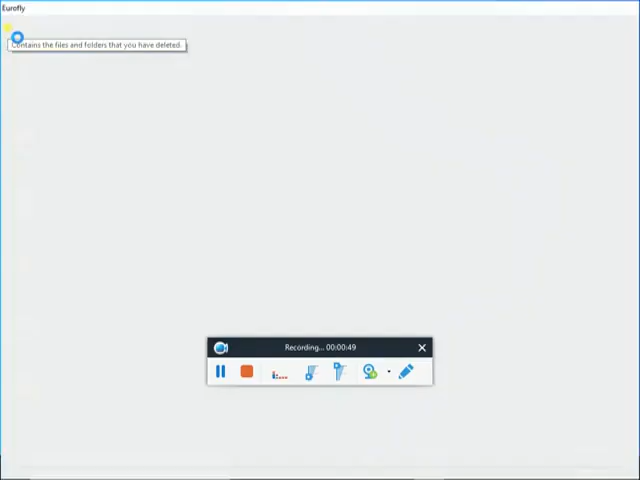 Eurofly
Contains the files and folders that you have deleted.
Recording... 00:00:49